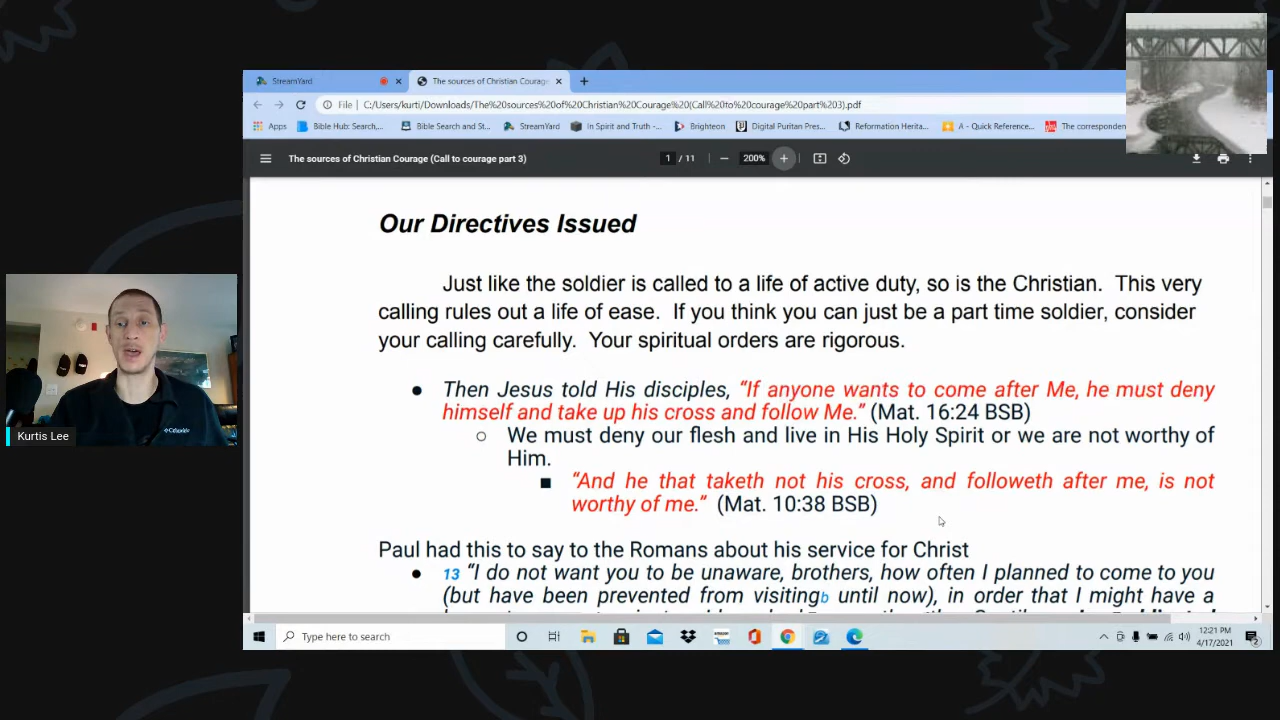 StreamYard
The sources of Christian Courage
File | C:/Users/kurti/Downloads/The%20sources%20of%20Christian%20Courage%20(Call%20to%20courage%20part%203).pdf
Apps Bible Hub: Search,... Bible Search and St... StreamYard In Spirit and Truth -... Brighteon Digital Puritan Pres... Reformation Herita... A - Quick Reference... The corresponden
The sources of Christian Courage (Call to courage part 3) 1 / 11 — 200% +
Our Directives Issued
Just like the soldier is called to a life of active duty, so is the Christian. This very
calling rules out a life of ease. If you think you can just be a part time soldier, consider
your calling carefully. Your spiritual orders are rigorous.
● Then Jesus told His disciples, “If anyone wants to come after Me, he must deny
himself and take up his cross and follow Me.” (Mat. 16:24 BSB)
○ We must deny our flesh and live in His Holy Spirit or we are not worthy of
Him.
■ “And he that taketh not his cross, and followeth after me, is not
worthy of me.” (Mat. 10:38 BSB)
Paul had this to say to the Romans about his service for Christ
● 13 “I do not want you to be unaware, brothers, how often I planned to come to you
(but have been prevented from visitingb until now), in order that I might have a
Kurtis Lee
Columbia
Type here to search
12:21 PM
4/17/2021
2